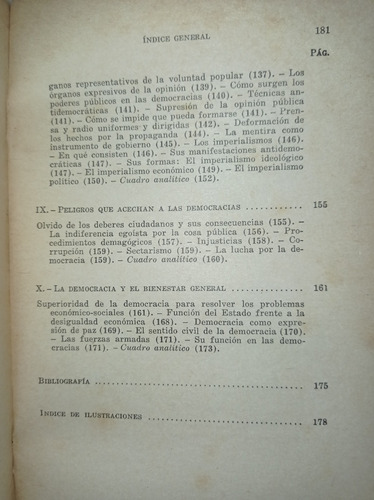 ÍNDICE GENERAL 181
PÁG.
ganos representativos de la voluntad popular (137). - Los
órganos expresivos de la opinión (139). - Cómo surgen los
poderes públicos en las democracias (140). - Técnicas an-
tidemocráticas (141). - Supresión de la opinión pública
(141). - Cómo se impide que pueda formarse (141). - Pren-
sa y radio uniformes y dirigidas (142). - Deformación de
los hechos por la propaganda (144). - La mentira como
instrumento de gobierno (145). - Los imperialismos (146).
- En qué consisten (146). - Sus manifestaciones antidemo-
cráticas (147). - Sus formas: El imperialismo ideológico
(147). - El imperialismo económico (149). - El imperialismo
político (150). - Cuadro analítico (152).
IX. - PELIGROS QUE ACECHAN A LAS DEMOCRACIAS ............ 155
Olvido de los deberes ciudadanos y sus consecuencias (155). -
La indiferencia egoísta por la cosa pública (156). - Pro-
cedimientos demagógicos (157). - Injusticias (158). - Co-
rrupción (159). - Sectarismo (159). - La lucha por la de-
mocracia (159). - Cuadro analítico (160).
X. - LA DEMOCRACIA Y EL BIENESTAR GENERAL ............ 161
Superioridad de la democracia para resolver los problemas
económico-sociales (161). - Función del Estado frente a la
desigualdad económica (168). - Democracia como expre-
sión de paz (169). - El sentido civil de la democracia (170).
- Las fuerzas armadas (171). - Su función en las demo-
cracias (171). - Cuadro analítico (173).
BIBLIOGRAFÍA ............ 175
INDICE DE ILUSTRACIONES ............ 178